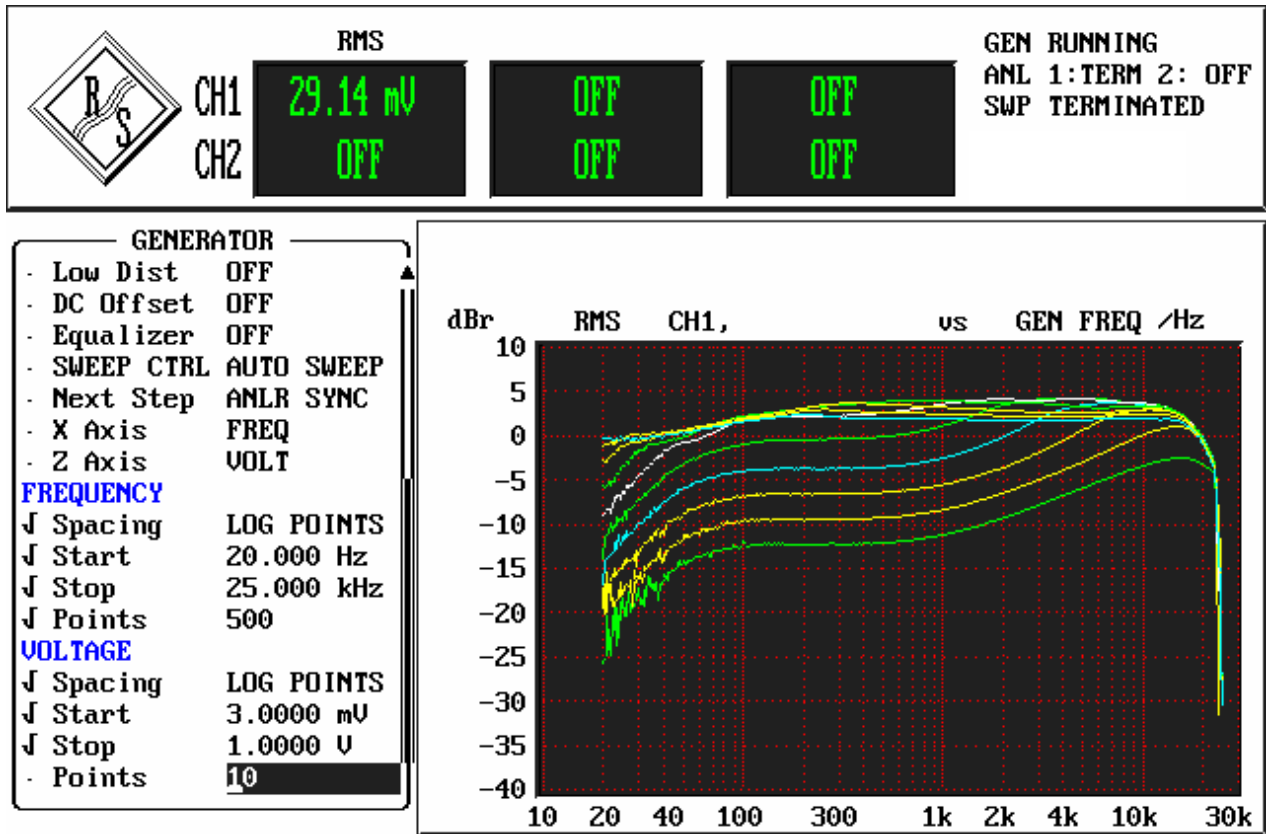 RMS
CH1 29.14 mV OFF OFF
CH2 OFF OFF OFF
GEN RUNNING
ANL 1:TERM 2: OFF
SWP TERMINATED
R
S
GENERATOR
· Low Dist OFF
· DC Offset OFF
· Equalizer OFF
· SWEEP CTRL AUTO SWEEP
· Next Step ANLR SYNC
· X Axis FREQ
· Z Axis VOLT
FREQUENCY
√ Spacing LOG POINTS
√ Start 20.000 Hz
√ Stop 25.000 kHz
√ Points 500
VOLTAGE
√ Spacing LOG POINTS
√ Start 3.0000 mV
√ Stop 1.0000 V
· Points 10
dBr RMS CH1, vs GEN FREQ /Hz
10
5
0
-5
-10
-15
-20
-25
-30
-35
-40
10 20 40 100 300 1k 2k 4k 10k 30k